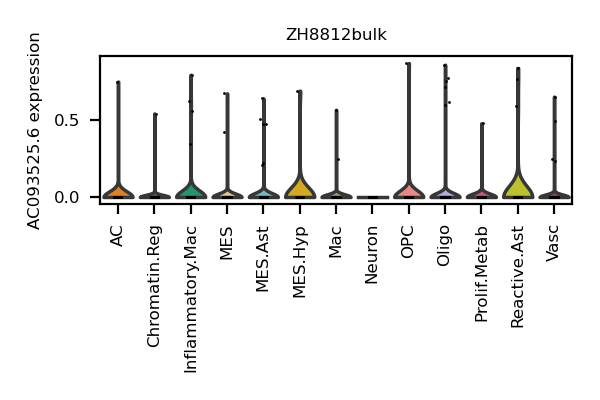 ZH8812bulk
AC093525.6 expression
0.5
0.0
AC
Chromatin.Reg
Inflammatory.Mac
MES
MES.Ast
MES.Hyp
Mac
Neuron
OPC
Oligo
Prolif.Metab
Reactive.Ast
Vasc